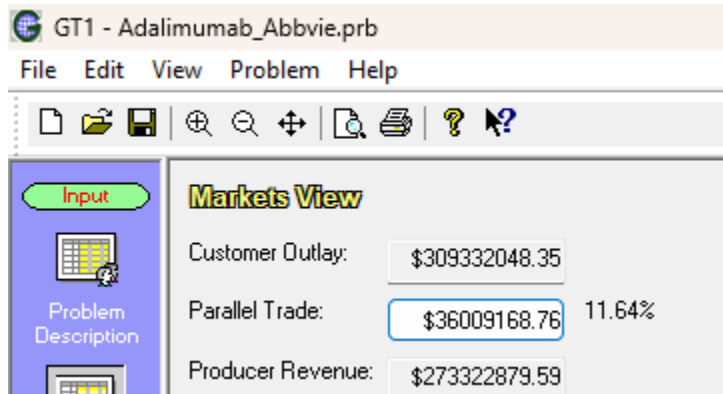 GT1 - Adalimumab_Abbvie.prb
File Edit View Problem Help
Input
Markets View
Customer Outlay: $309332048.35
Problem Description
Parallel Trade: $36009168.76 11.64%
Producer Revenue: $273322879.59